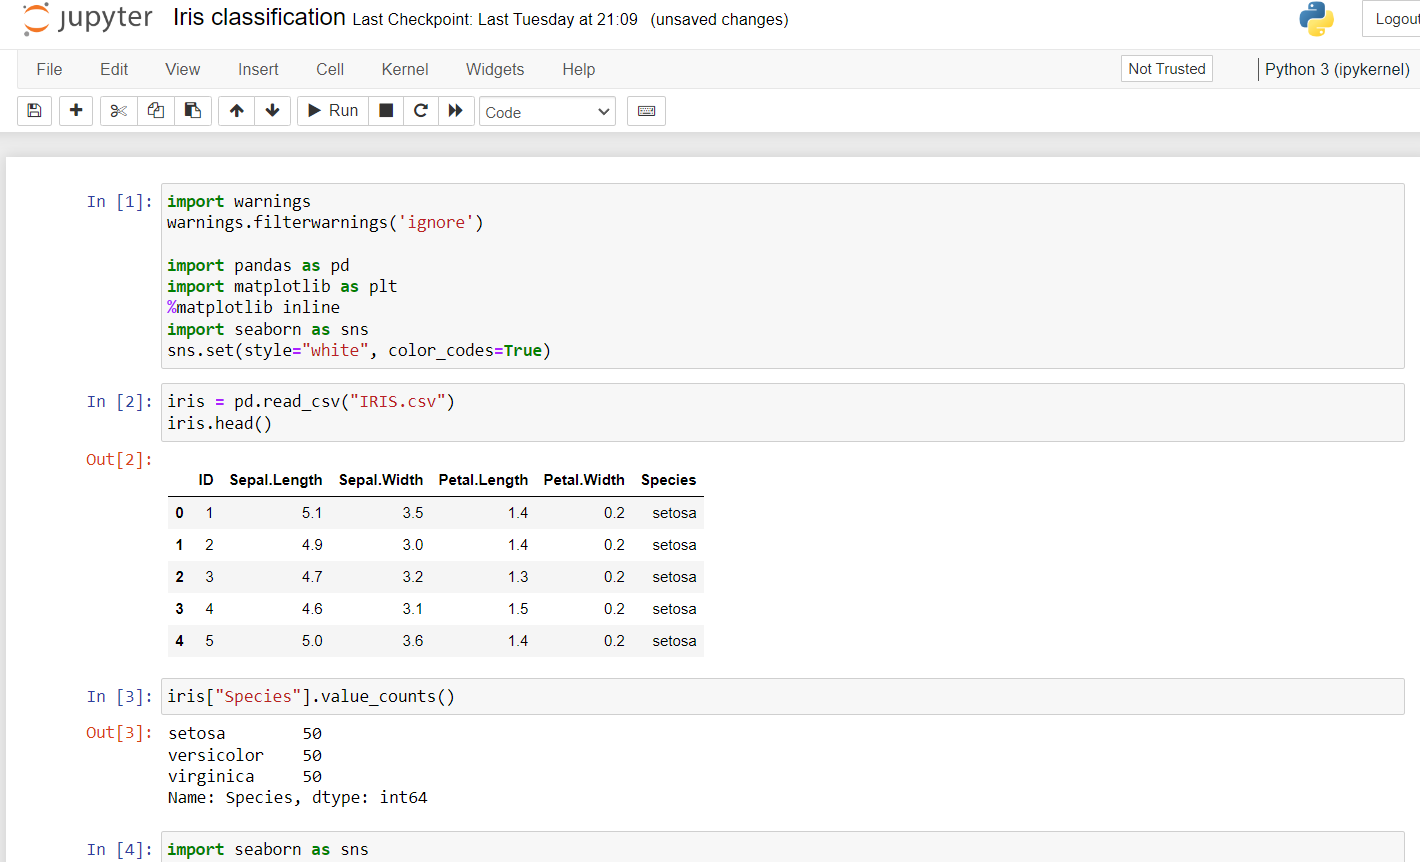 jupyter Iris classification Last Checkpoint: Last Tuesday at 21:09 (unsaved changes)
Logout
File Edit View Insert Cell Kernel Widgets Help Not Trusted Python 3 (ipykernel)
Run Code
In [1]: import warnings
warnings.filterwarnings('ignore')
import pandas as pd
import matplotlib as plt
%matplotlib inline
import seaborn as sns
sns.set(style="white", color_codes=True)
In [2]: iris = pd.read_csv("IRIS.csv")
iris.head()
Out[2]:
ID Sepal.Length Sepal.Width Petal.Length Petal.Width Species
0 1 5.1 3.5 1.4 0.2 setosa
1 2 4.9 3.0 1.4 0.2 setosa
2 3 4.7 3.2 1.3 0.2 setosa
3 4 4.6 3.1 1.5 0.2 setosa
4 5 5.0 3.6 1.4 0.2 setosa
In [3]: iris["Species"].value_counts()
Out[3]: setosa 50
versicolor 50
virginica 50
Name: Species, dtype: int64
In [4]: import seaborn as sns